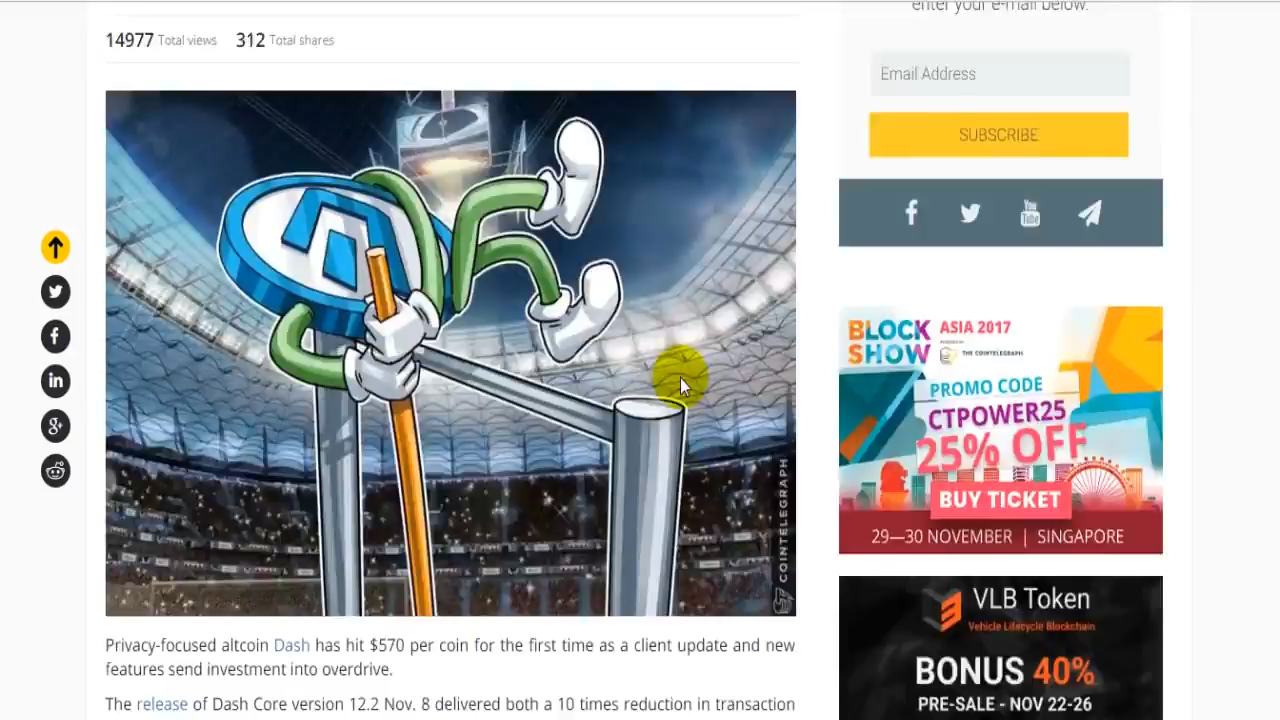 enter your e-mail below.
14977 Total views 312 Total shares
Email Address
SUBSCRIBE
BLOCK SHOW ASIA 2017
THE COINTELEGRAPH
PROMO CODE
CTPOWER25
25% OFF
BUY TICKET
29—30 NOVEMBER | SINGAPORE
COINTELEGRAPH
VLB Token
Vehicle Lifecycle Blockchain
BONUS 40%
PRE-SALE - NOV 22-26
Privacy-focused altcoin Dash has hit $570 per coin for the first time as a client update and new
features send investment into overdrive.
The release of Dash Core version 12.2 Nov. 8 delivered both a 10 times reduction in transaction